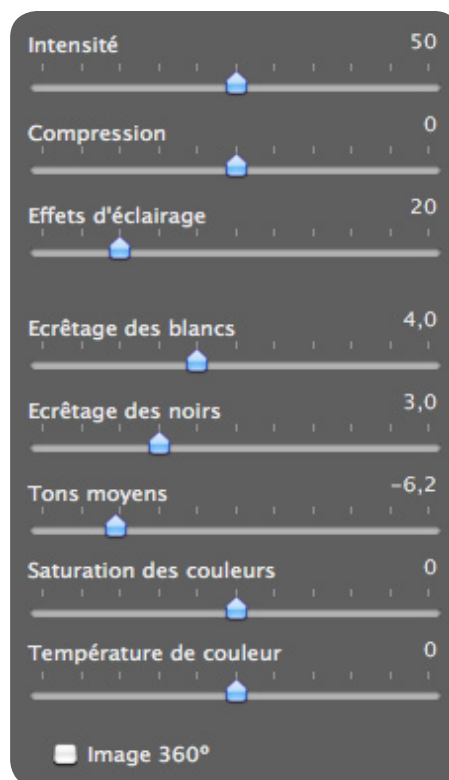 Intensité 50
Compression 0
Effets d'éclairage 20
Ecrêtage des blancs 4,0
Ecrêtage des noirs 3,0
Tons moyens -6,2
Saturation des couleurs 0
Température de couleur 0
Image 360°